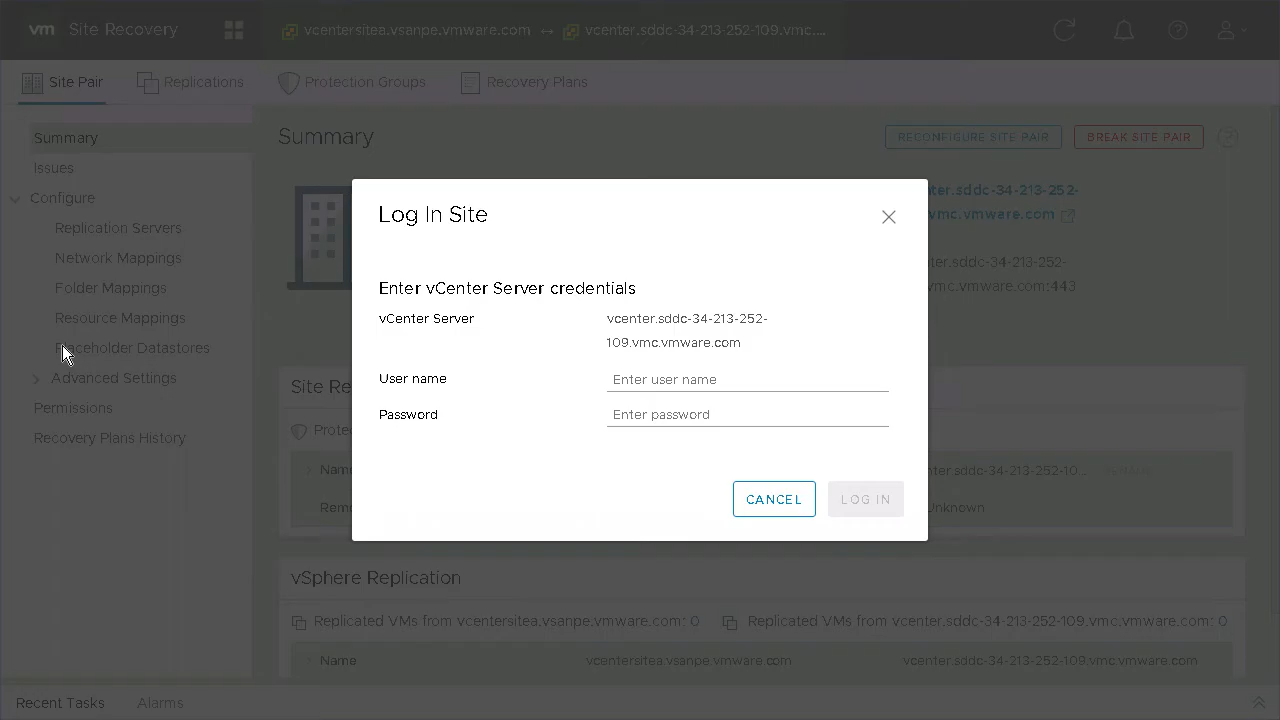 vm Site Recovery
vcentersitea.vsanpe.vmware.com ↔ vcenter.sddc-34-213-252-109.vmc....
Site Pair Replications Protection Groups Recovery Plans
Summary
Issues
Configure
Replication Servers
Network Mappings
Folder Mappings
Resource Mappings
Placeholder Datastores
Advanced Settings
Permissions
Recovery Plans History
Summary
RECONFIGURE SITE PAIR BREAK SITE PAIR
ter.sddc-34-213-252-
vmc.vmware.com
ter.sddc-34-213-252-
vmc.vmware.com:443
Log In Site
Enter vCenter Server credentials
vCenter Server vcenter.sddc-34-213-252-
109.vmc.vmware.com
User name Enter user name
Password Enter password
CANCEL LOG IN
Site Re
Protec
Name ter.sddc-34-213-252-10...
Rem Unknown
vSphere Replication
Replicated VMs from vcentersitea.vsanpe.vmware.com: 0 Replicated VMs from vcenter.sddc-34-213-252-109.vmc.vmware.com: 0
Name vcentersitea.vsanpe.vmware.com vcenter.sddc-34-213-252-109.vmc.vmware.com
Recent Tasks Alarms